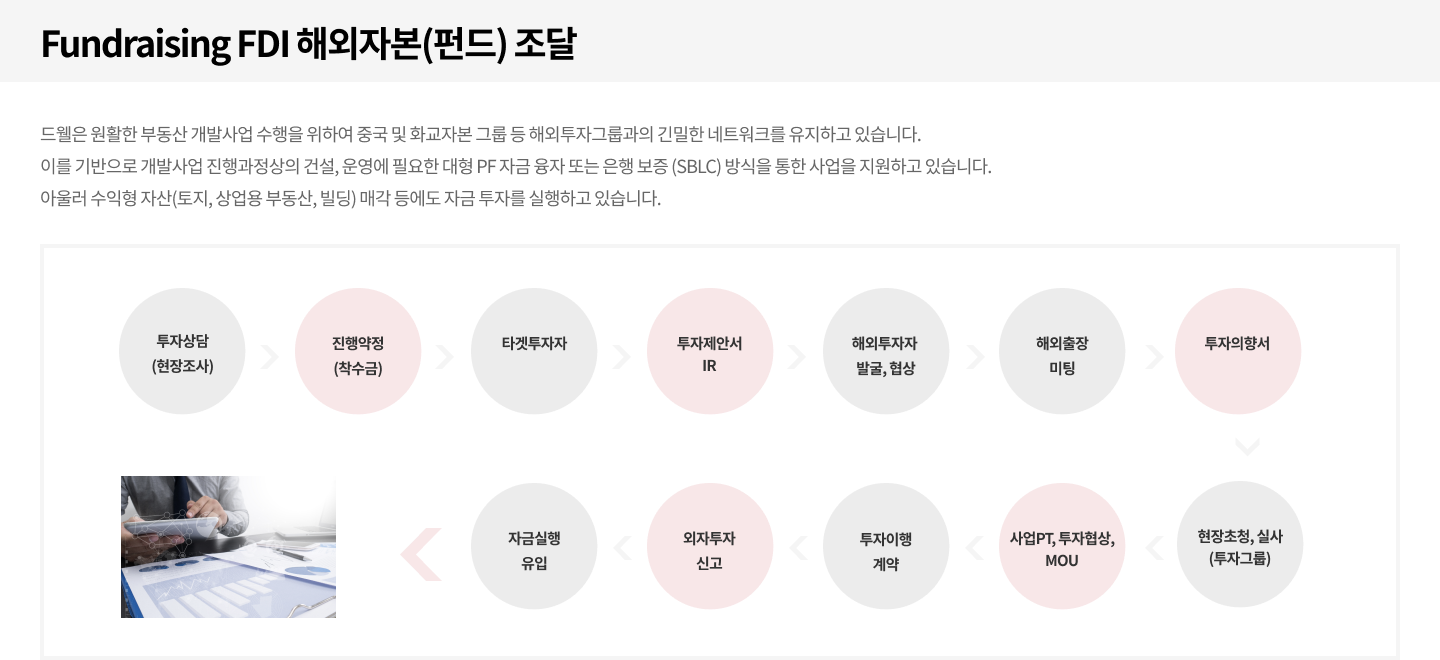 Fundraising FDI 해외자본(펀드) 조달
드웰은 원활한 부동산 개발사업 수행을 위하여 중국 및 화교자본 그룹 등 해외투자그룹과의 긴밀한 네트워크를 유지하고 있습니다.
이를 기반으로 개발사업 진행과정상의 건설, 운영에 필요한 대형 PF 자금 융자 또는 은행 보증 (SBLC) 방식을 통한 사업을 지원하고 있습니다.
아울러 수익형 자산(토지, 상업용 부동산, 빌딩) 매각 등에도 자금 투자를 실행하고 있습니다.
투자상담
(현장조사)
진행약정
(착수금)
타겟투자자
투자제안서
IR
해외투자자
발굴, 협상
해외출장
미팅
투자의향서
현장초청, 실사
(투자그룹)
사업PT, 투자협상,
MOU
투자이행
계약
외자투자
신고
자금실행
유입